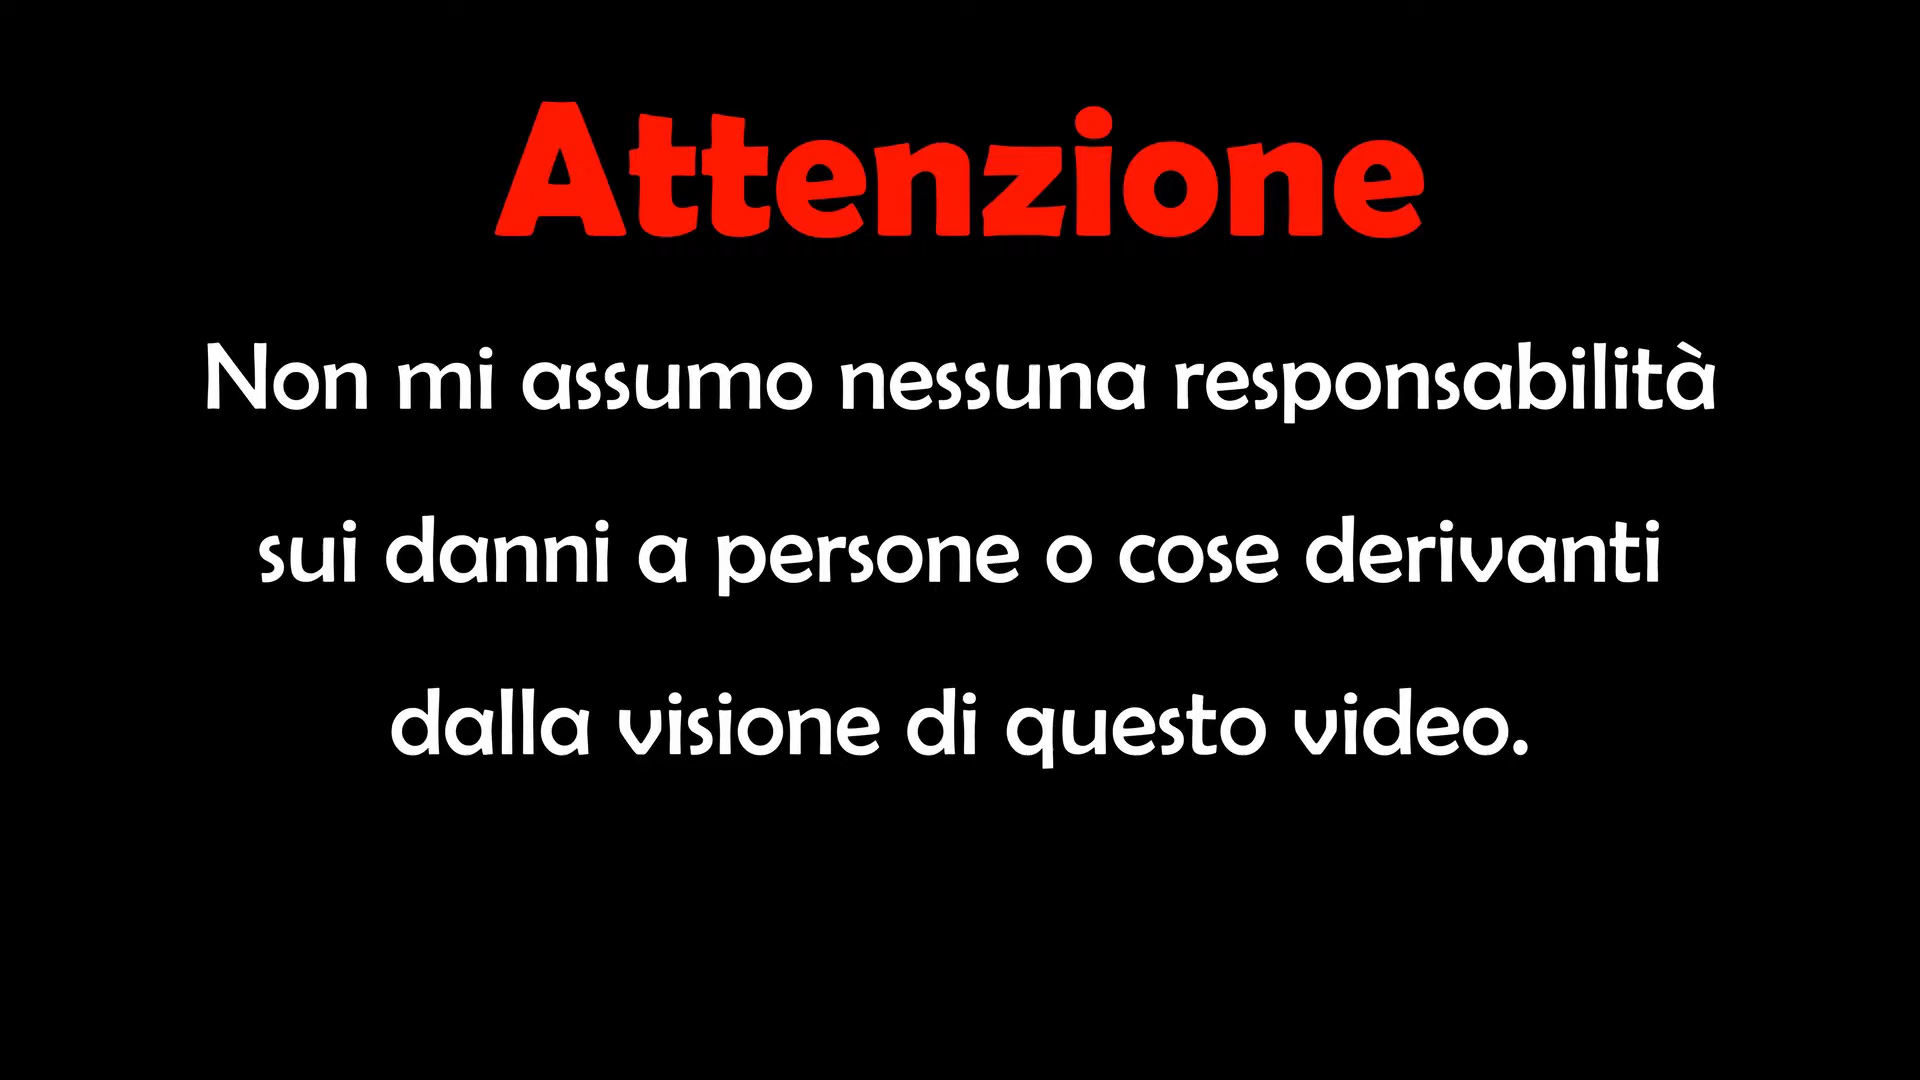 Attenzione
Non mi assumo nessuna responsabilità
sui danni a persone o cose derivanti
dalla visione di questo video.